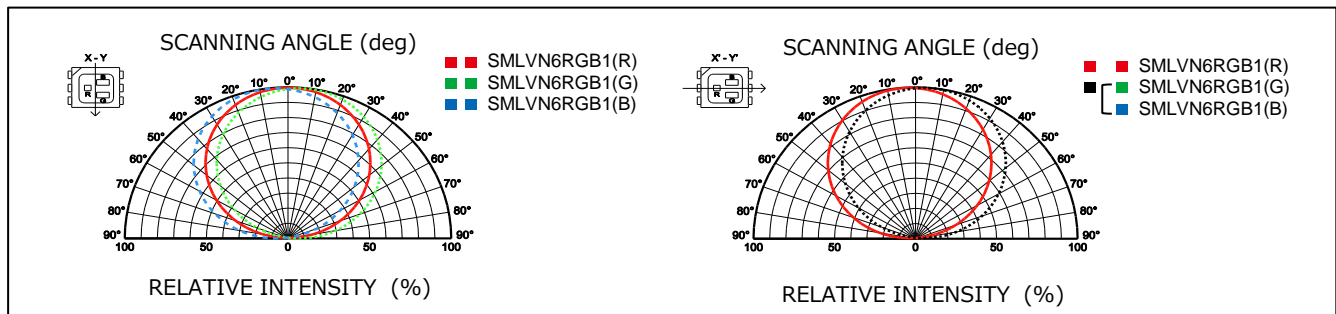 SCANNING ANGLE (deg)
X - Y
B
R
G
SMLVN6RGB1(R)
SMLVN6RGB1(G)
SMLVN6RGB1(B)
0°
10° 10°
20° 20°
30° 30°
40° 40°
50° 50°
60° 60°
70° 70°
80° 80°
90° 90°
100 50 0 50 100
RELATIVE INTENSITY (%)
SCANNING ANGLE (deg)
X' - Y'
B
R
G
SMLVN6RGB1(R)
SMLVN6RGB1(G)
SMLVN6RGB1(B)
0°
10° 10°
20° 20°
30° 30°
40° 40°
50° 50°
60° 60°
70° 70°
80° 80°
90° 90°
100 50 0 50 100
RELATIVE INTENSITY (%)